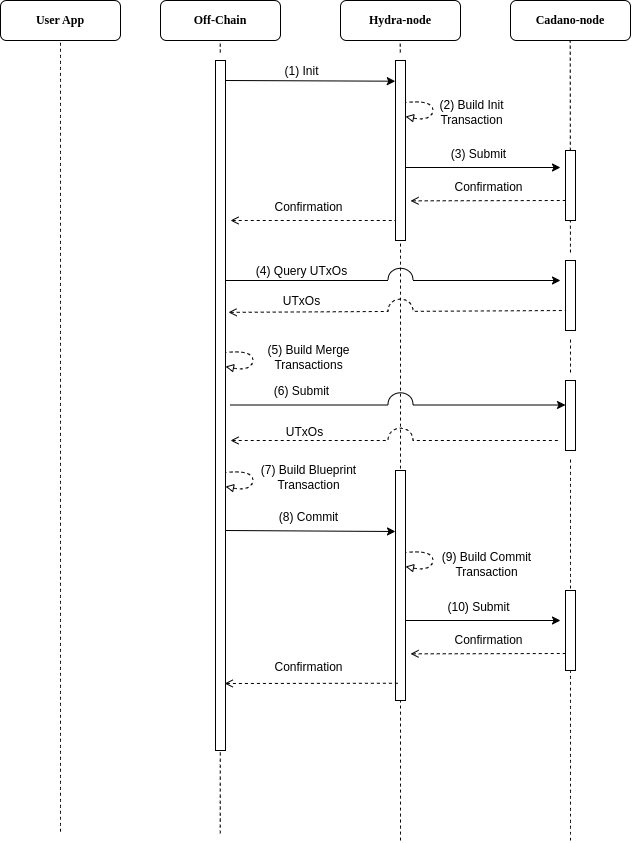 User App
Off-Chain
Hydra-node
Cadano-node
(1) Init
(2) Build Init
Transaction
(3) Submit
Confirmation
Confirmation
(4) Query UTxOs
UTxOs
(5) Build Merge
Transactions
(6) Submit
UTxOs
(7) Build Blueprint
Transaction
(8) Commit
(9) Build Commit
Transaction
(10) Submit
Confirmation
Confirmation